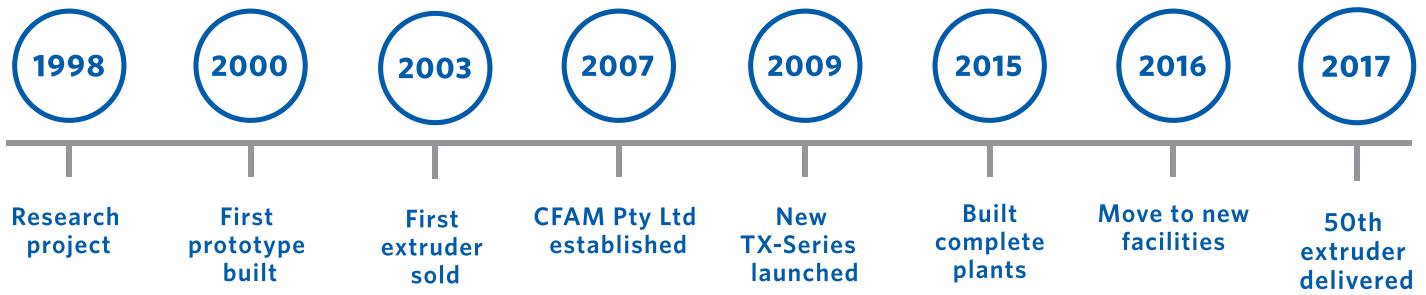 1998
Research
project
2000
First
prototype
built
2003
First
extruder
sold
2007
CFAM Pty Ltd
established
2009
New
TX-Series
launched
2015
Built
complete
plants
2016
Move to new
facilities
2017
50th
extruder
delivered